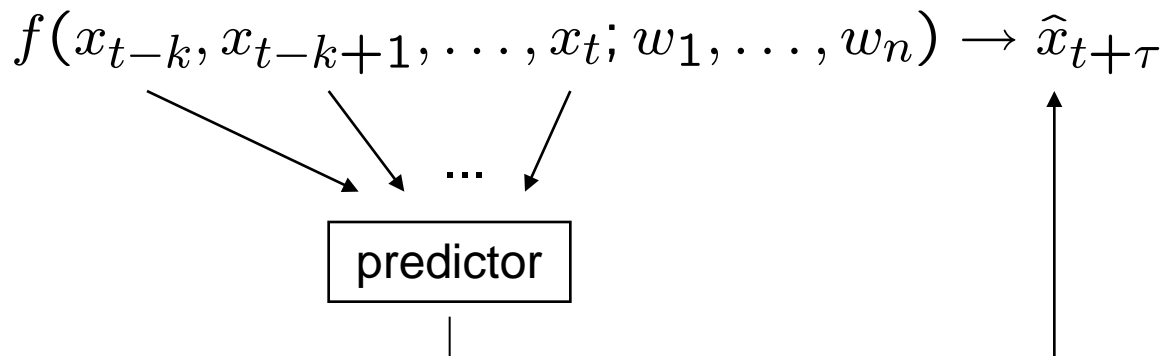 f(x_{t-k}, x_{t-k+1}, ..., x_t; w_1, ..., w_n) → x̂_{t+τ}
...
predictor